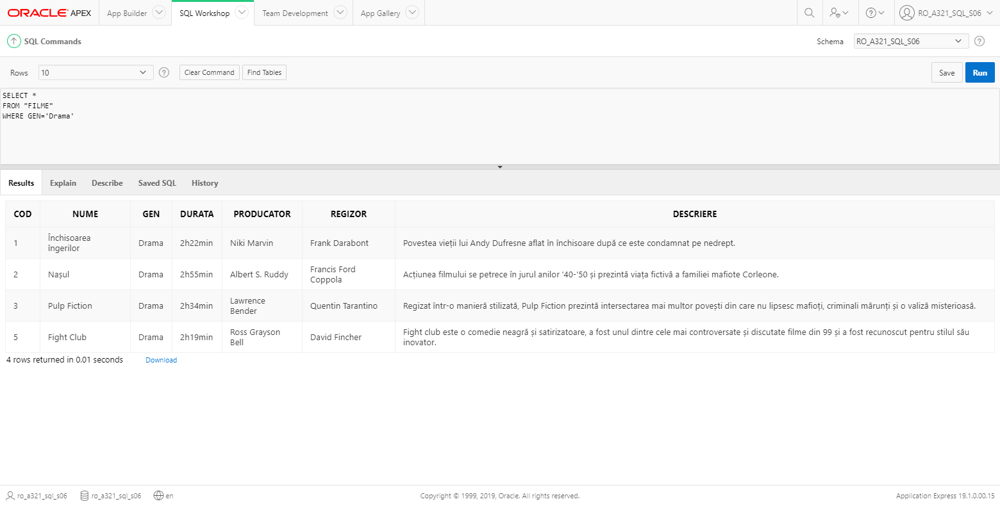 ORACLE APEX App Builder SQL Workshop Team Development App Gallery RO_A321_SQL_S06
SQL Commands Schema RO_A321_SQL_S06
Rows 10 Clear Command Find Tables Save Run
SELECT *
FROM "FILME"
WHERE GEN='Drama'
Results Explain Describe Saved SQL History
COD NUME GEN DURATA PRODUCATOR REGIZOR DESCRIERE
1 Închisoarea îngerilor Drama 2h22min Niki Marvin Frank Darabont Povestea vieții lui Andy Dufresne aflat în închisoare după ce este condamnat pe nedrept.
2 Nașul Drama 2h55min Albert S. Ruddy Francis Ford Coppola Acțiunea filmului se petrece în jurul anilor '40-'50 și prezintă viața fictivă a familiei mafiote Corleone.
3 Pulp Fiction Drama 2h34min Lawrence Bender Quentin Tarantino Regizat într-o manieră stilizată, Pulp Fiction prezintă intersectarea mai multor povești din care nu lipsesc mafioți, criminali mărunți și o valiză misterioasă.
5 Fight Club Drama 2h19min Ross Grayson Bell David Fincher Fight club este o comedie neagră și satirizatoare, a fost unul dintre cele mai controversate și discutate filme din 99 și a fost recunoscut pentru stilul său inovator.
4 rows returned in 0.01 seconds Download
ro_a321_sql_s06 ro_a321_sql_s06 en Copyright © 1999, 2019, Oracle. All rights reserved. Application Express 19.1.0.00.15